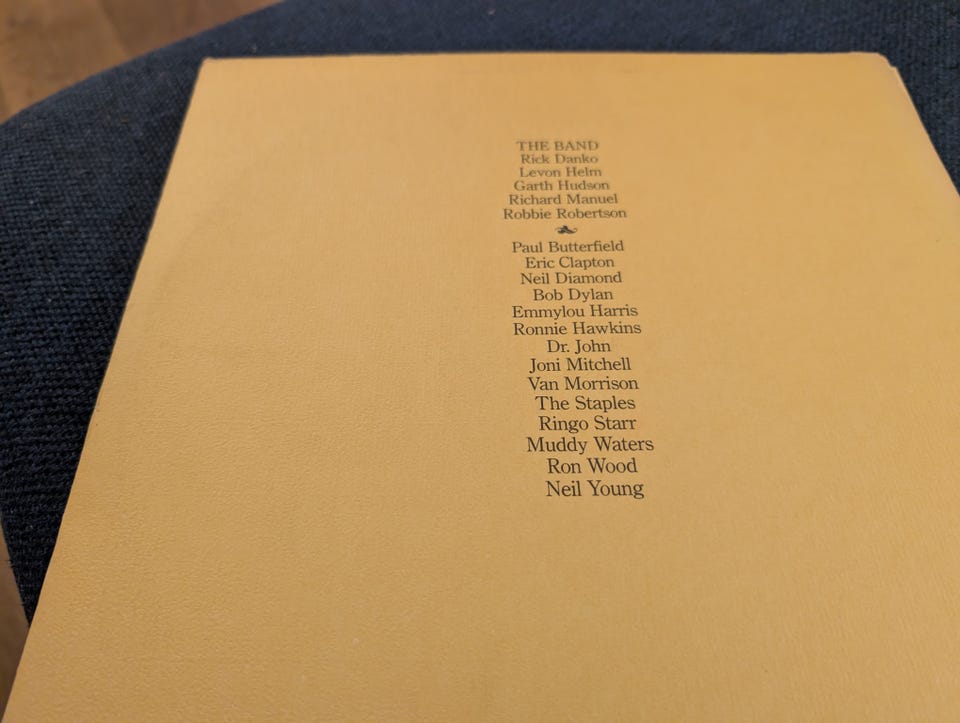 THE BAND
Rick Danko
Levon Helm
Garth Hudson
Richard Manuel
Robbie Robertson
Paul Butterfield
Eric Clapton
Neil Diamond
Bob Dylan
Emmylou Harris
Ronnie Hawkins
Dr. John
Joni Mitchell
Van Morrison
The Staples
Ringo Starr
Muddy Waters
Ron Wood
Neil Young